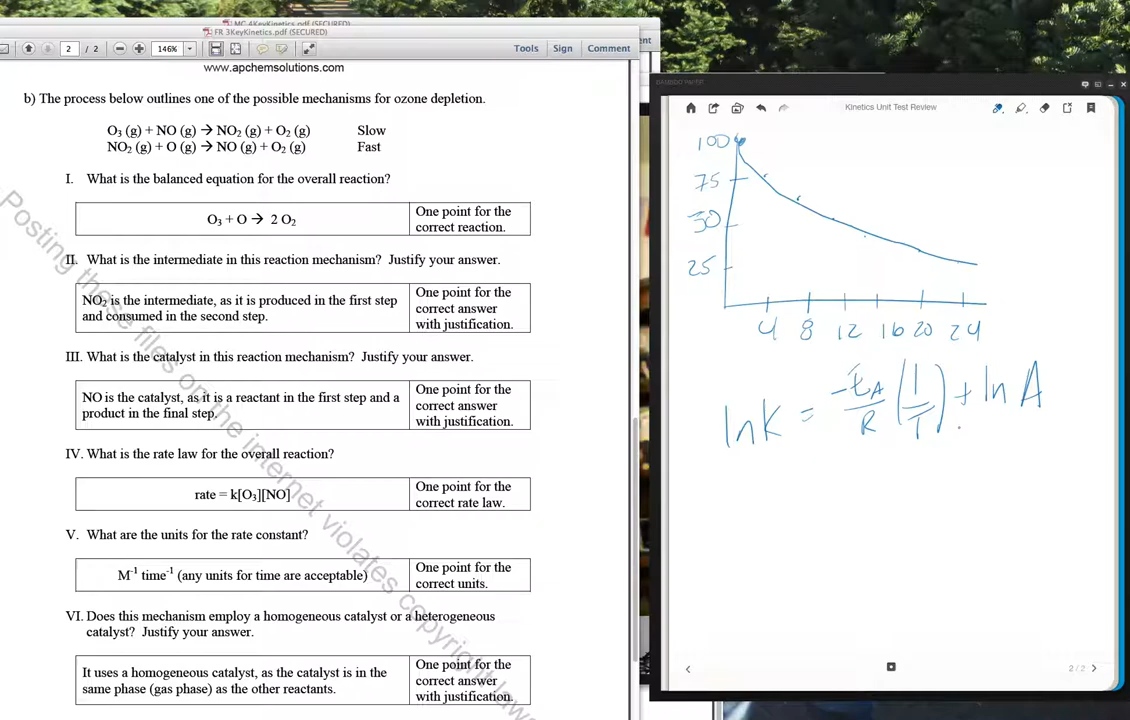 MC 4KeyKinetics.pdf (SECURED)
FR 3KeyKinetics.pdf (SECURED)
2 / 2 146% Tools Sign Comment
www.apchemsolutions.com
b) The process below outlines one of the possible mechanisms for ozone depletion.
O3 (g) + NO (g) → NO2 (g) + O2 (g) Slow
NO2 (g) + O (g) → NO (g) + O2 (g) Fast
I. What is the balanced equation for the overall reaction?
O3 + O → 2 O2
One point for the
correct reaction.
II. What is the intermediate in this reaction mechanism? Justify your answer.
NO2 is the intermediate, as it is produced in the first step
and consumed in the second step.
One point for the
correct answer
with justification.
III. What is the catalyst in this reaction mechanism? Justify your answer.
NO is the catalyst, as it is a reactant in the first step and a
product in the final step.
One point for the
correct answer
with justification.
IV. What is the rate law for the overall reaction?
rate = k[O3][NO]
One point for the
correct rate law.
V. What are the units for the rate constant?
M-1 time-1 (any units for time are acceptable)
One point for the
correct units.
VI. Does this mechanism employ a homogeneous catalyst or a heterogeneous
catalyst? Justify your answer.
It uses a homogeneous catalyst, as the catalyst is in the
same phase (gas phase) as the other reactants.
One point for the
correct answer
with justification.
Posting these files on the internet violates copyright laws
BAMBOO PAPER
Kinetics Unit Test Review
100
75
50
25
4 8 12 16 20 24
ln K = -EA/R (1/T) + ln A
2 / 2